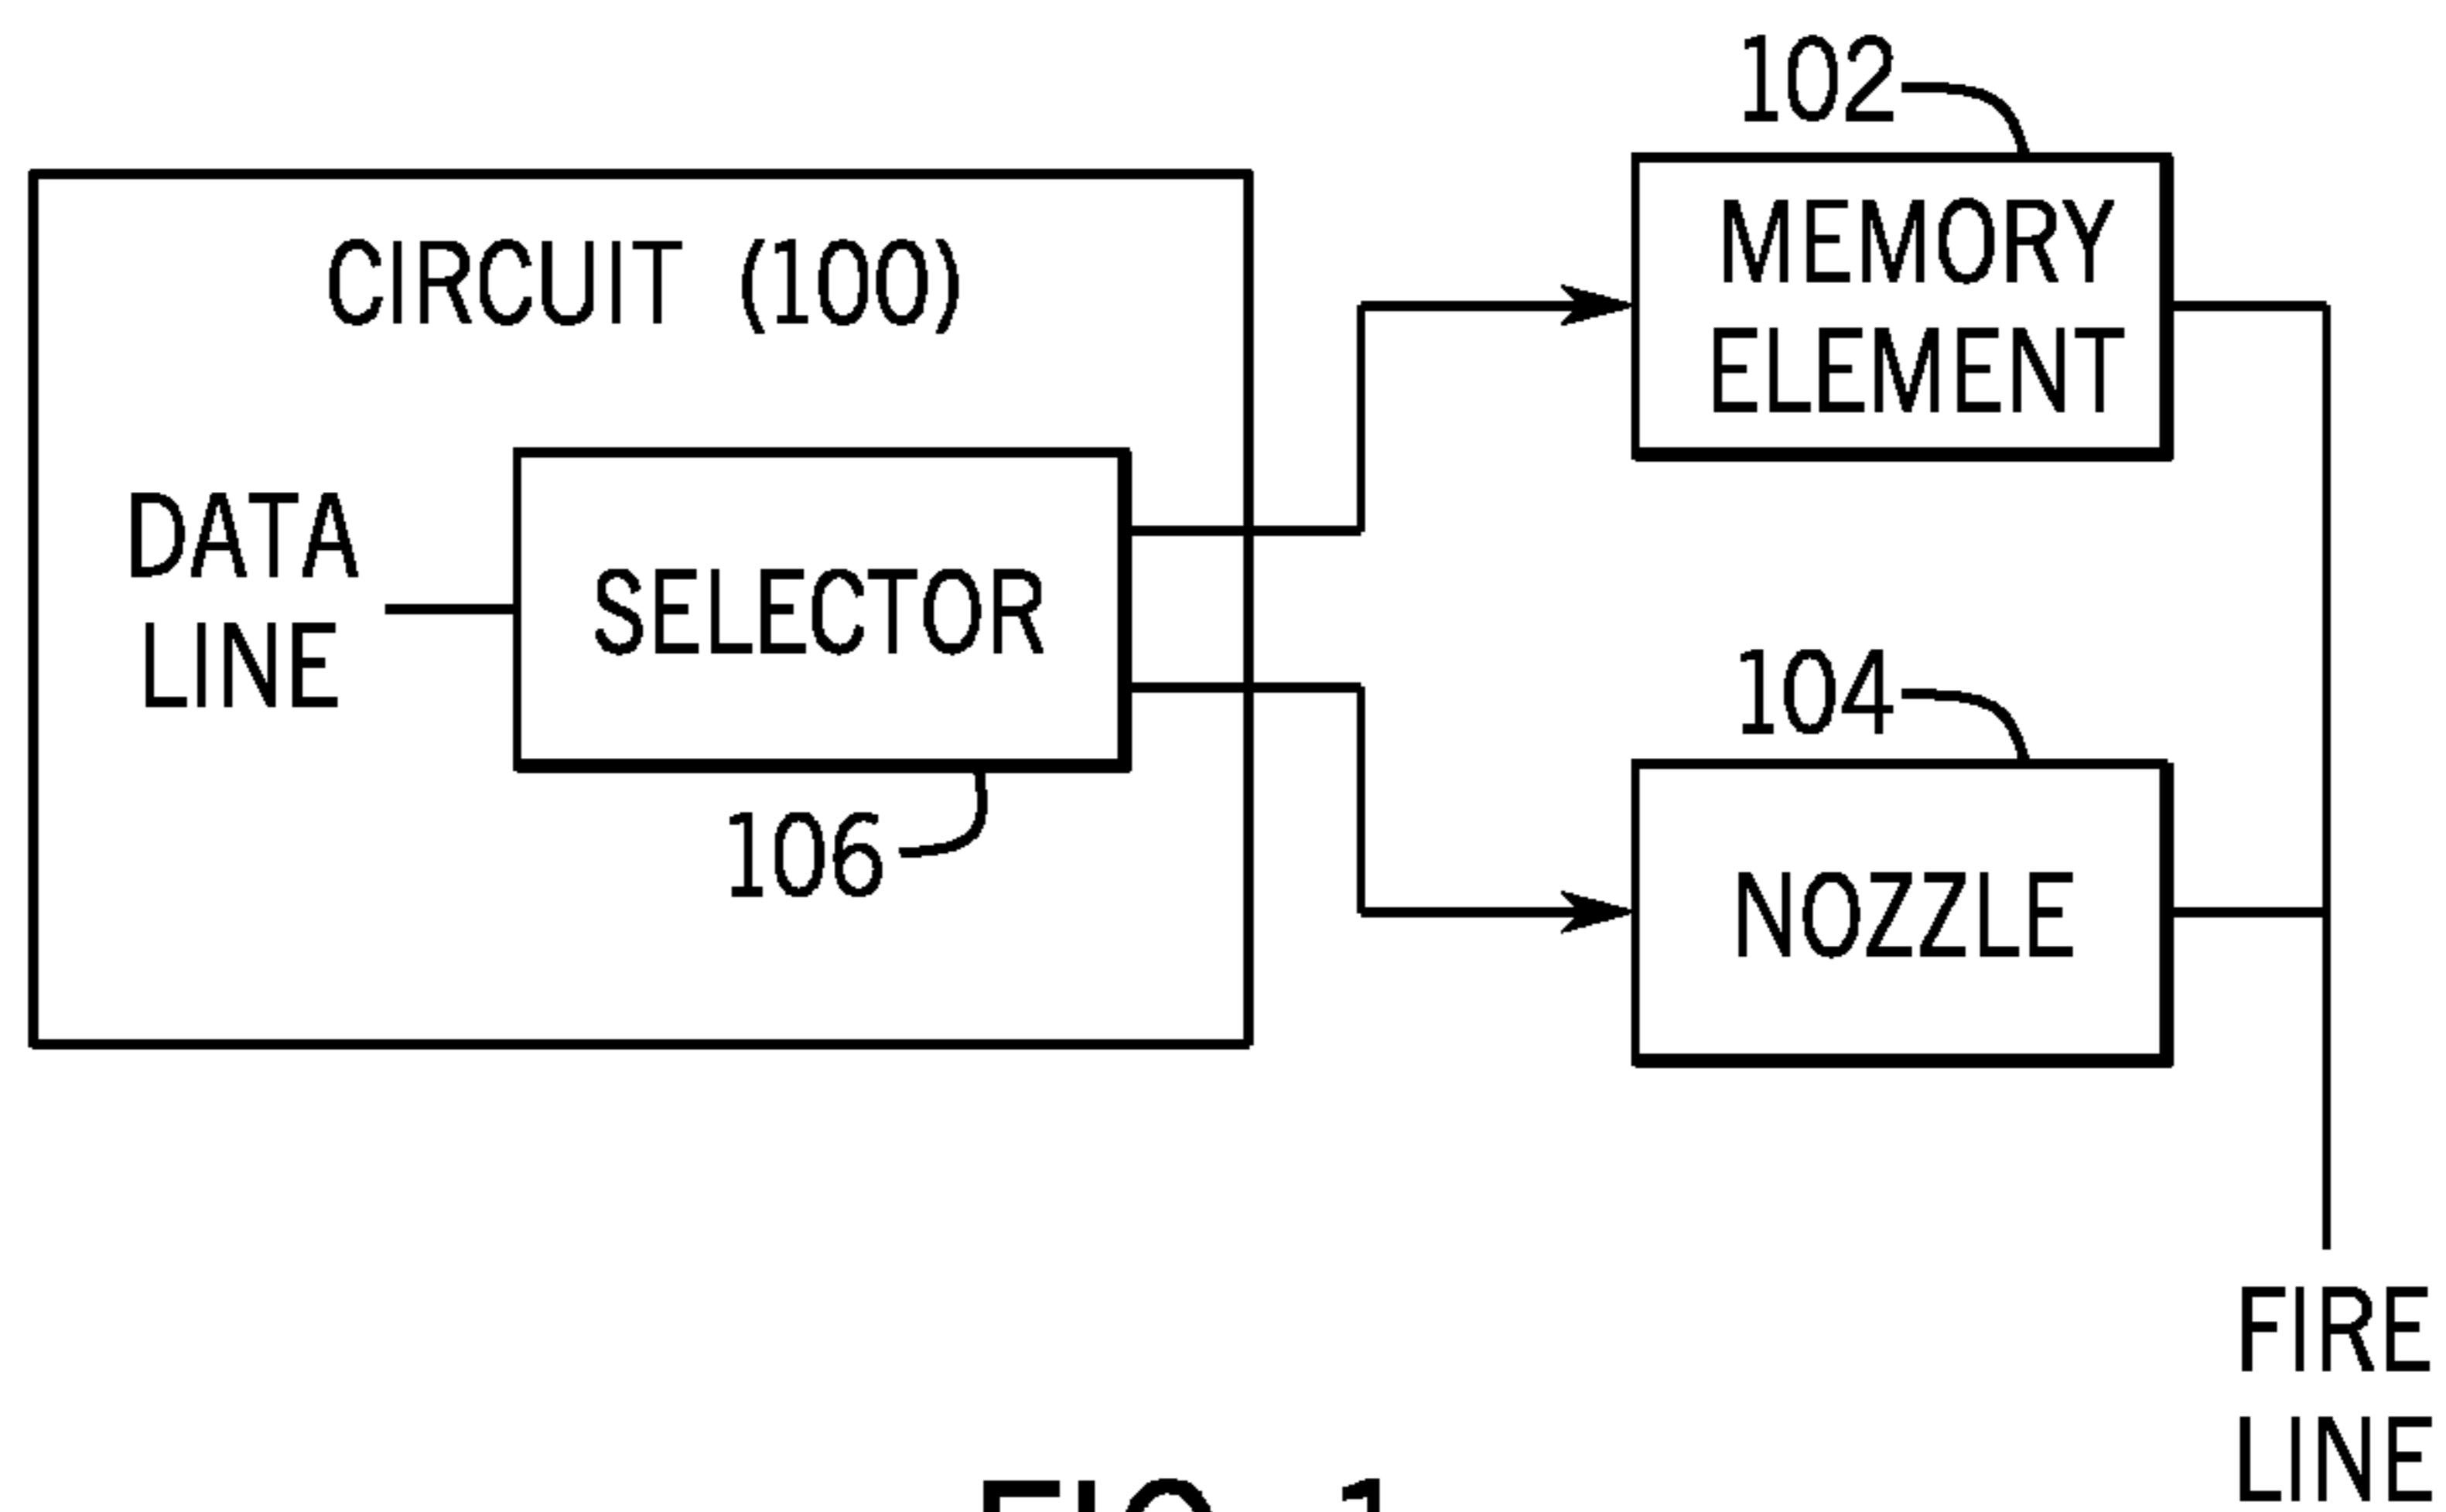 102
MEMORY
ELEMENT
CIRCUIT (100)
DATA
LINE
SELECTOR
106
104
NOZZLE
FIRE
LINE